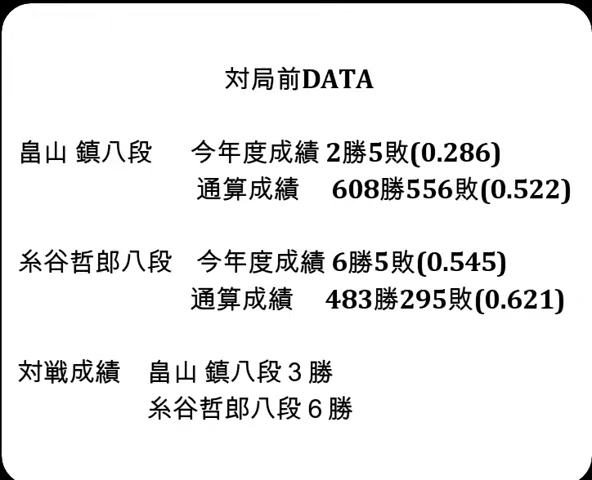 対局前DATA
畠山 鎮八段 今年度成績 2勝5敗(0.286)
通算成績 608勝556敗(0.522)
糸谷哲郎八段 今年度成績 6勝5敗(0.545)
通算成績 483勝295敗(0.621)
対戦成績 畠山 鎮八段３勝
糸谷哲郎八段６勝